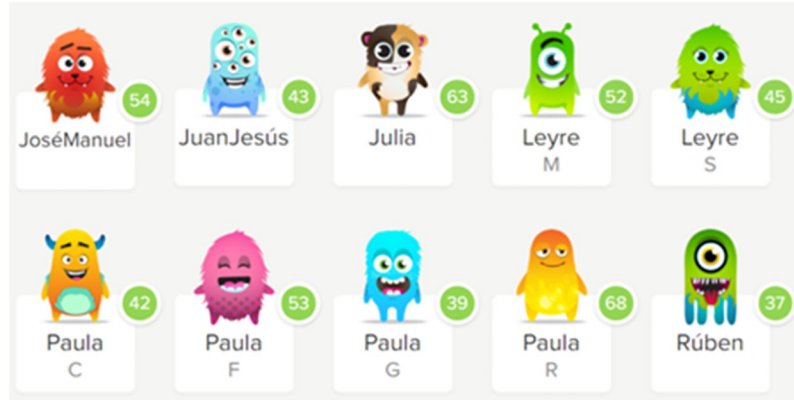 54
JoséManuel
43
JuanJesús
63
Julia
52
Leyre
M
45
Leyre
S
42
Paula
C
53
Paula
F
39
Paula
G
68
Paula
R
37
Rúben